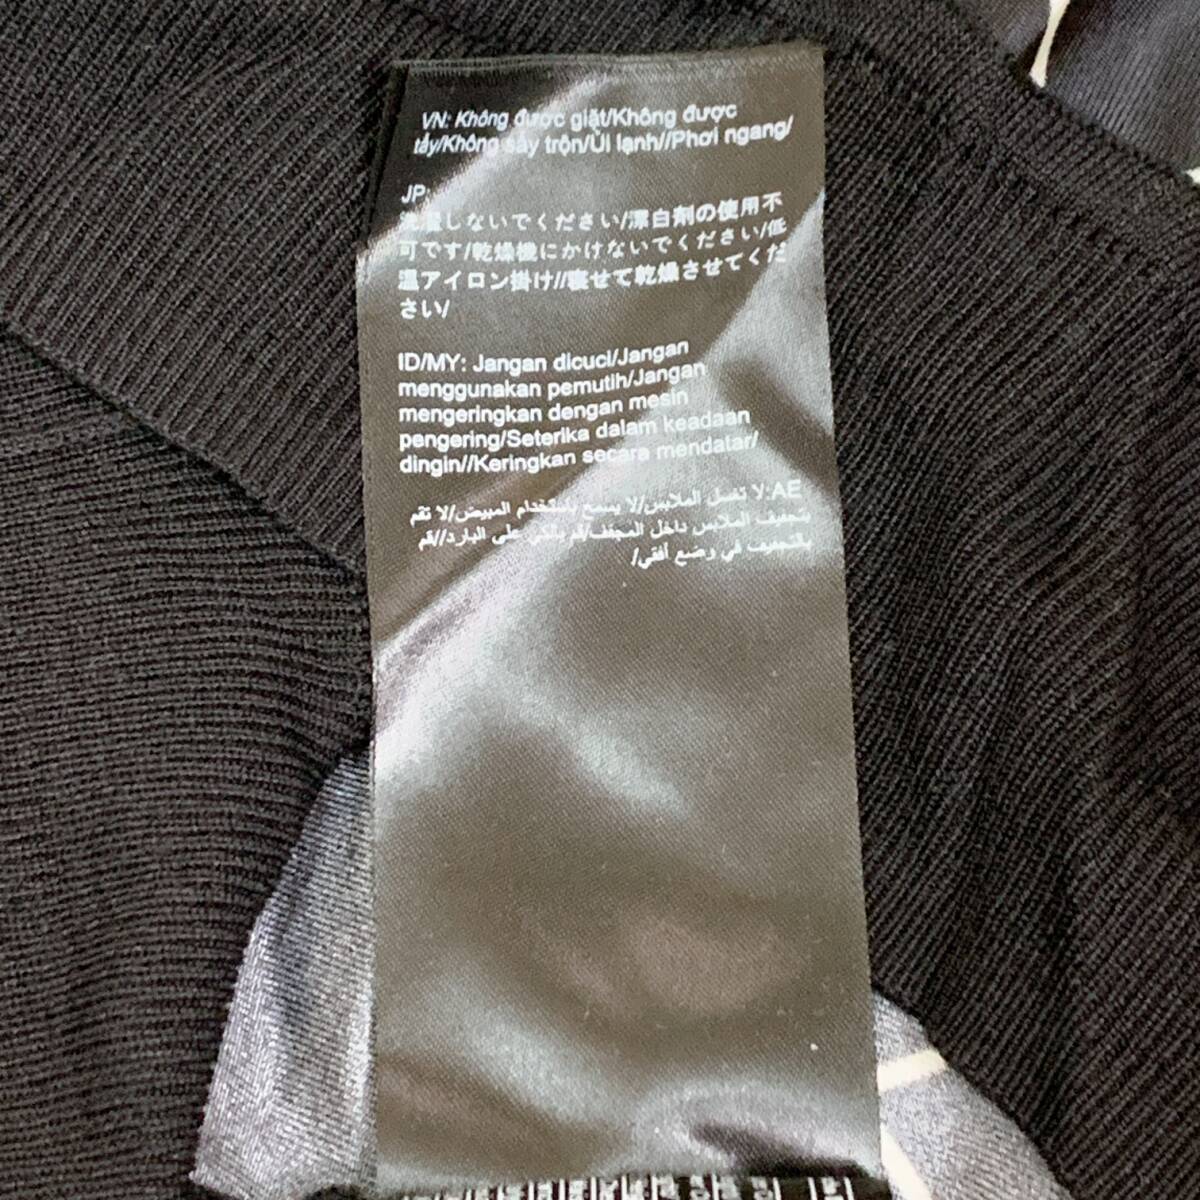 VN: Không được giặt/Không được
tẩy/Không sấy trộn/Ủi lạnh//Phơi ngang/
JP:
洗濯しないでください/漂白剤の使用不
可です/乾燥機にかけないでください/低
温アイロン掛け//寝せて乾燥させてくだ
さい/
ID/MY: Jangan dicuci/Jangan
menggunakan pemutih/Jangan
mengeringkan dengan mesin
pengering/Seterika dalam keadaan
dingin//Keringkan secara mendatar/
AE: لا تغسل الملابس/لا يسمح باستخدام المبيض/لا تقم
بتجفيف الملابس داخل المجفف/قم بالكي على البارد//قم
بالتجفيف في وضع أفقي/